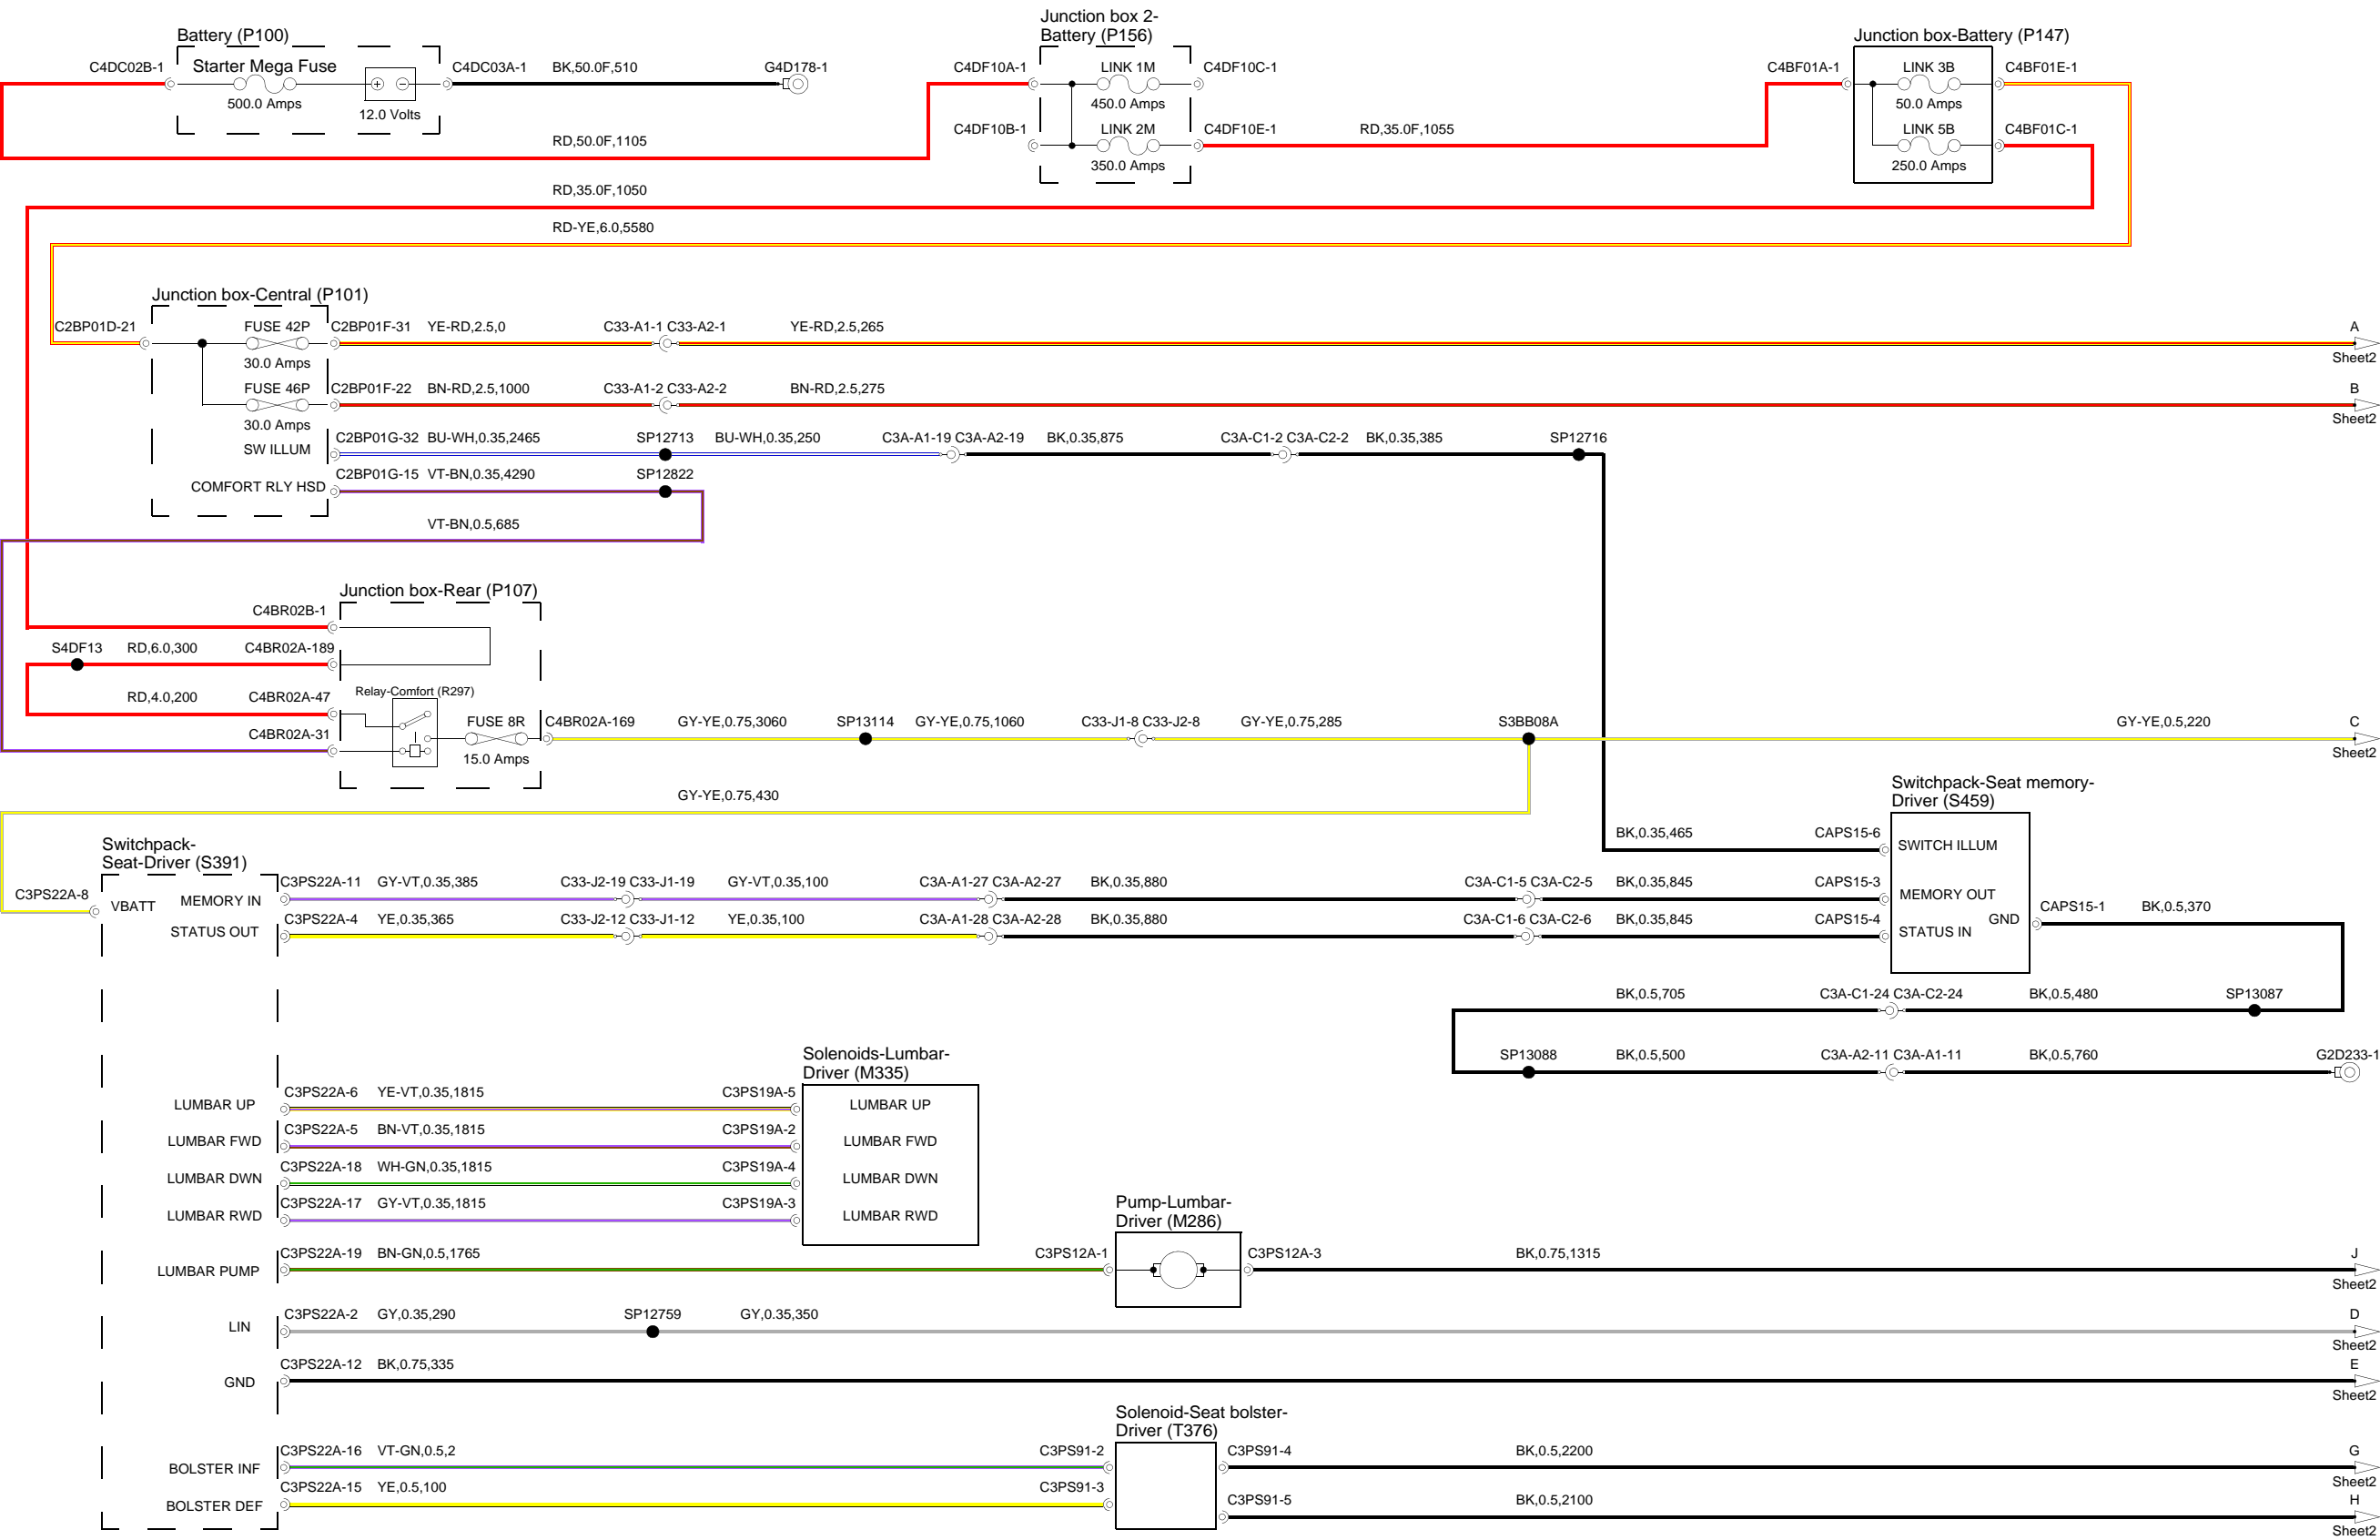 Battery (P100)
C4DC02B-1
Starter Mega Fuse
500.0 Amps
12.0 Volts
C4DC03A-1
BK,50.0F,510
G4D178-1
RD,50.0F,1105
Junction box 2-
Battery (P156)
C4DF10A-1
LINK 1M
C4DF10C-1
450.0 Amps
C4DF10B-1
LINK 2M
C4DF10E-1
350.0 Amps
RD,35.0F,1055
Junction box-Battery (P147)
C4BF01A-1
LINK 3B
C4BF01E-1
50.0 Amps
LINK 5B
C4BF01C-1
250.0 Amps
RD,35.0F,1050
RD-YE,6.0,5580
Junction box-Central (P101)
C2BP01D-21
FUSE 42P
C2BP01F-31
YE-RD,2.5,0
C33-A1-1 C33-A2-1
YE-RD,2.5,265
A
30.0 Amps
Sheet2
FUSE 46P
C2BP01F-22
BN-RD,2.5,1000
C33-A1-2 C33-A2-2
BN-RD,2.5,275
B
30.0 Amps
Sheet2
SW ILLUM
C2BP01G-32
BU-WH,0.35,2465
SP12713
BU-WH,0.35,250
C3A-A1-19 C3A-A2-19
BK,0.35,875
C3A-C1-2 C3A-C2-2
BK,0.35,385
SP12716
COMFORT RLY HSD
C2BP01G-15
VT-BN,0.35,4290
SP12822
VT-BN,0.5,685
Junction box-Rear (P107)
C4BR02B-1
S4DF13
RD,6.0,300
C4BR02A-189
RD,4.0,200
C4BR02A-47
Relay-Comfort (R297)
C4BR02A-31
FUSE 8R
15.0 Amps
C4BR02A-169
GY-YE,0.75,3060
SP13114
GY-YE,0.75,1060
C33-J1-8 C33-J2-8
GY-YE,0.75,285
S3BB08A
GY-YE,0.5,220
C
Sheet2
GY-YE,0.75,430
Switchpack-Seat memory-
Driver (S459)
BK,0.35,465
CAPS15-6
SWITCH ILLUM
Switchpack-
Seat-Driver (S391)
C3PS22A-8
VBATT
MEMORY IN
C3PS22A-11
GY-VT,0.35,385
C33-J2-19 C33-J1-19
GY-VT,0.35,100
C3A-A1-27 C3A-A2-27
BK,0.35,880
C3A-C1-5 C3A-C2-5
BK,0.35,845
CAPS15-3
MEMORY OUT
STATUS OUT
C3PS22A-4
YE,0.35,365
C33-J2-12 C33-J1-12
YE,0.35,100
C3A-A1-28 C3A-A2-28
BK,0.35,880
C3A-C1-6 C3A-C2-6
BK,0.35,845
CAPS15-4
STATUS IN
GND
CAPS15-1
BK,0.5,370
BK,0.5,705
C3A-C1-24 C3A-C2-24
BK,0.5,480
SP13087
SP13088
BK,0.5,500
C3A-A2-11 C3A-A1-11
BK,0.5,760
G2D233-1
Solenoids-Lumbar-
Driver (M335)
LUMBAR UP
C3PS22A-6
YE-VT,0.35,1815
C3PS19A-5
LUMBAR UP
LUMBAR FWD
C3PS22A-5
BN-VT,0.35,1815
C3PS19A-2
LUMBAR FWD
LUMBAR DWN
C3PS22A-18
WH-GN,0.35,1815
C3PS19A-4
LUMBAR DWN
LUMBAR RWD
C3PS22A-17
GY-VT,0.35,1815
C3PS19A-3
LUMBAR RWD
Pump-Lumbar-
Driver (M286)
LUMBAR PUMP
C3PS22A-19
BN-GN,0.5,1765
C3PS12A-1
C3PS12A-3
BK,0.75,1315
J
Sheet2
LIN
C3PS22A-2
GY,0.35,290
SP12759
GY,0.35,350
D
Sheet2
GND
C3PS22A-12
BK,0.75,335
E
Sheet2
Solenoid-Seat bolster-
Driver (T376)
BOLSTER INF
C3PS22A-16
VT-GN,0.5,2
C3PS91-2
C3PS91-4
BK,0.5,2200
G
Sheet2
BOLSTER DEF
C3PS22A-15
YE,0.5,100
C3PS91-3
C3PS91-5
BK,0.5,2100
H
Sheet2